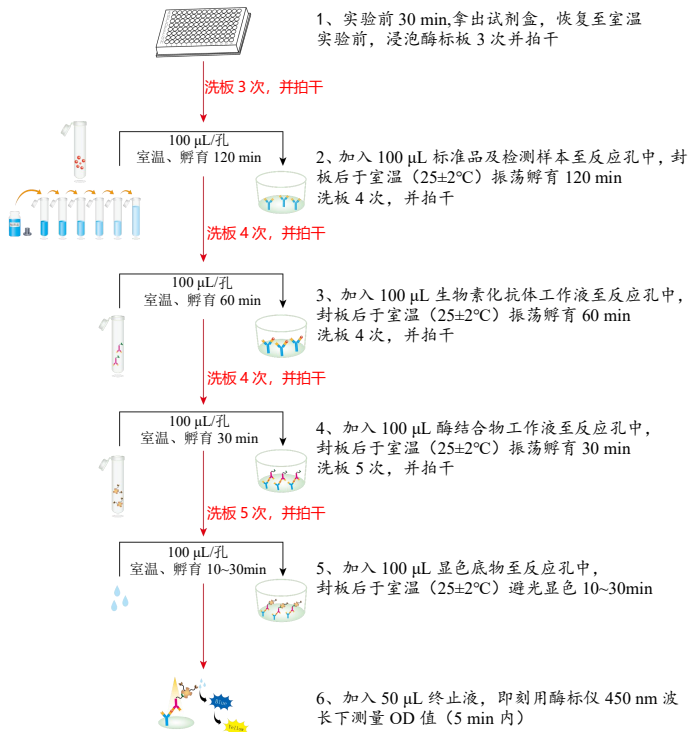 1、实验前 30 min,拿出试剂盒，恢复至室温
实验前，浸泡酶标板 3 次并拍干
洗板 3 次，并拍干
100 μL/孔
室温、孵育 120 min
2、加入 100 μL 标准品及检测样本至反应孔中，封
板后于室温（25±2℃）振荡孵育 120 min
洗板 4 次，并拍干
洗板 4 次，并拍干
100 μL/孔
室温、孵育 60 min
3、加入 100 μL 生物素化抗体工作液至反应孔中，
封板后于室温（25±2℃）振荡孵育 60 min
洗板 4 次，并拍干
洗板 4 次，并拍干
100 μL/孔
室温、孵育 30 min
4、加入 100 μL 酶结合物工作液至反应孔中，
封板后于室温（25±2℃）振荡孵育 30 min
洗板 5 次，并拍干
洗板 5 次，并拍干
100 μL/孔
室温、孵育 10~30min
5、加入 100 μL 显色底物至反应孔中，
封板后于室温（25±2℃）避光显色 10~30min
Blue
Yellow
6、加入 50 μL 终止液，即刻用酶标仪 450 nm 波
长下测量 OD 值（5 min 内）